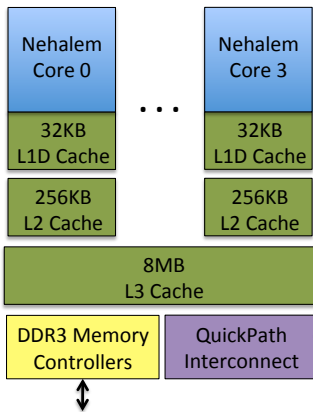 Nehalem
Core 0
Nehalem
Core 3
...
32KB
L1D Cache
32KB
L1D Cache
256KB
L2 Cache
256KB
L2 Cache
8MB
L3 Cache
DDR3 Memory
Controllers
QuickPath
Interconnect